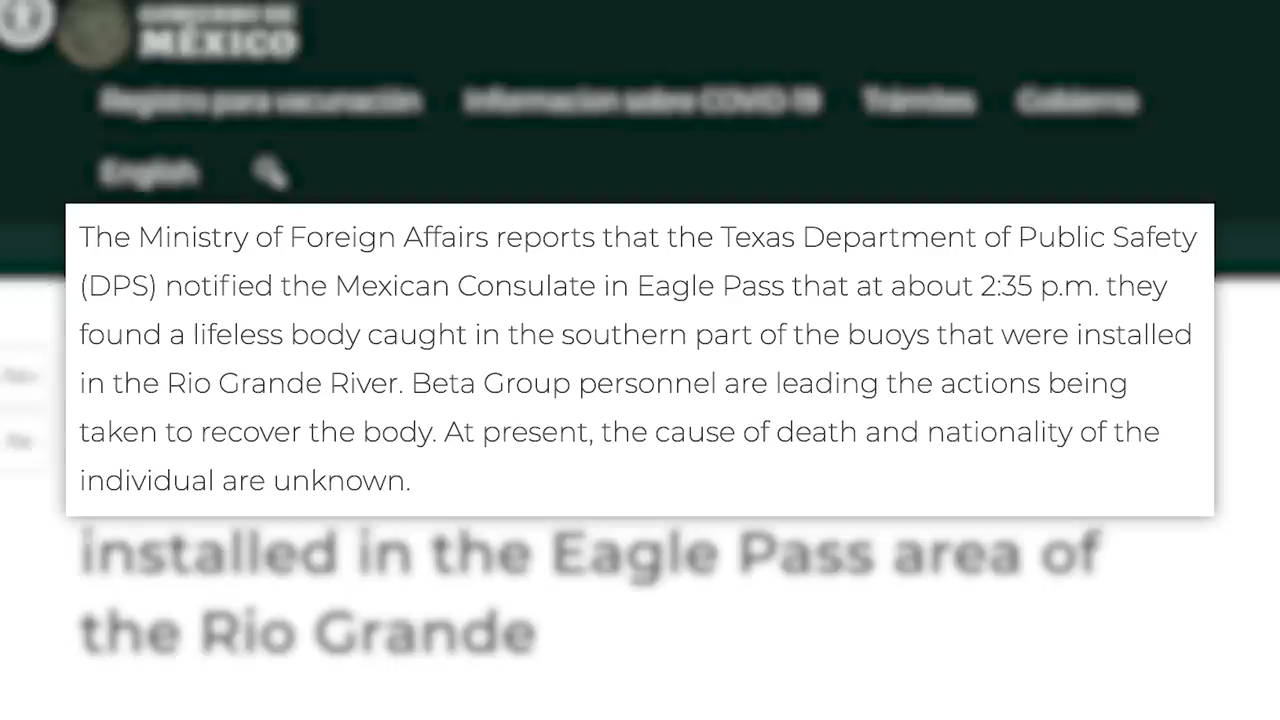 GOBIERNO DE
MÉXICO
Registro para vacunación Informacion sobre COVID-19 Trámites Gobierno
English
The Ministry of Foreign Affairs reports that the Texas Department of Public Safety
(DPS) notified the Mexican Consulate in Eagle Pass that at about 2:35 p.m. they
found a lifeless body caught in the southern part of the buoys that were installed
in the Rio Grande River. Beta Group personnel are leading the actions being
taken to recover the body. At present, the cause of death and nationality of the
individual are unknown.
installed in the Eagle Pass area of
the Rio Grande